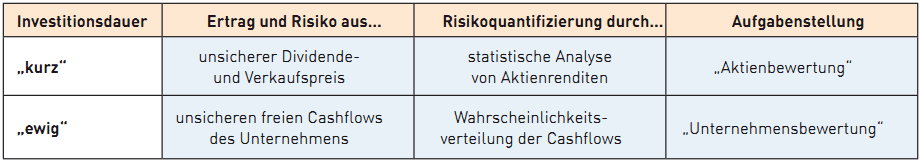 Investitionsdauer Ertrag und Risiko aus... Risikoquantifizierung durch... Aufgabenstellung
„kurz“ unsicherer Dividende- statistische Analyse „Aktienbewertung“
und Verkaufspreis von Aktienrenditen
„ewig“ unsicheren freien Cashflows Wahrscheinlichkeits- „Unternehmensbewertung“
des Unternehmens verteilung der Cashflows